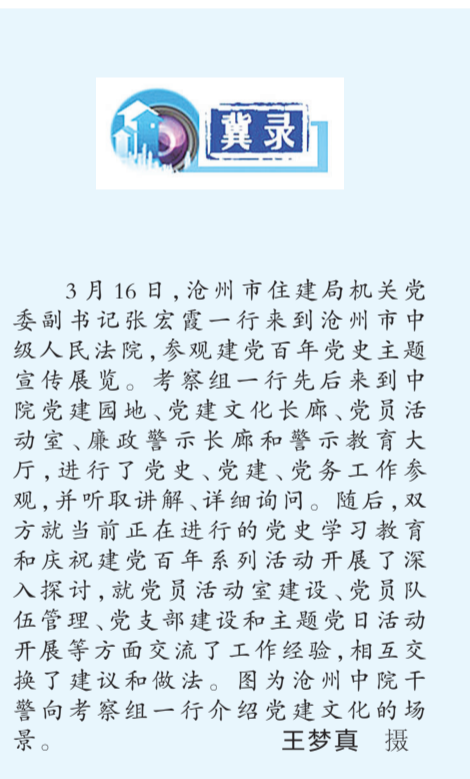 冀录
3月16日,沧州市住建局机关党
委副书记张宏霞一行来到沧州市中
级人民法院,参观建党百年党史主题
宣传展览。考察组一行先后来到中
院党建园地、党建文化长廊、党员活
动室、廉政警示长廊和警示教育大
厅,进行了党史、党建、党务工作参
观,并听取讲解、详细询问。随后,双
方就当前正在进行的党史学习教育
和庆祝建党百年系列活动开展了深
入探讨,就党员活动室建设、党员队
伍管理、党支部建设和主题党日活动
开展等方面交流了工作经验,相互交
换了建议和做法。图为沧州中院干
警向考察组一行介绍党建文化的场
景。 王梦真 摄